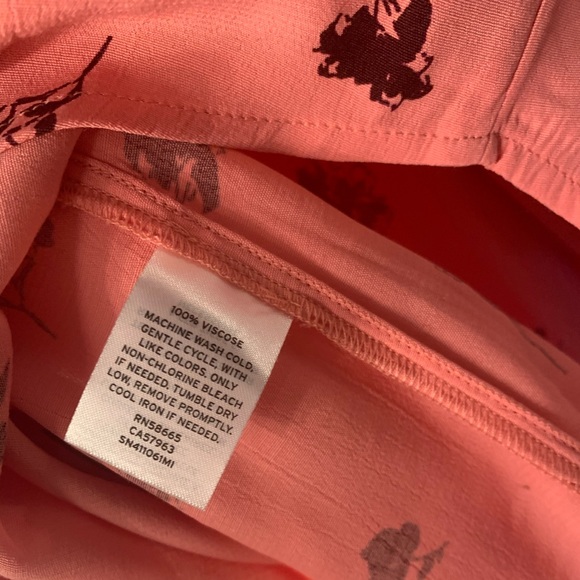 100% VISCOSE
MACHINE WASH COLD,
GENTLE CYCLE, WITH
LIKE COLORS. ONLY
NON-CHLORINE BLEACH
IF NEEDED. TUMBLE DRY
LOW, REMOVE PROMPTLY.
COOL IRON IF NEEDED.
RN58665
CA57963
SN411061MI